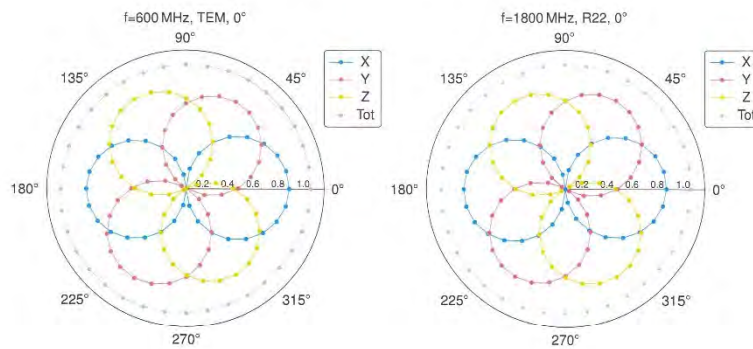 f=600 MHz, TEM, 0°
90°
135°
45°
X
Y
Z
Tot
180°
0.2 0.4 0.6 0.8 1.0
0°
225°
315°
270°
f=1800 MHz, R22, 0°
90°
135°
45°
X
Y
Z
Tot
180°
0.2 0.4 0.6 0.8 1.0
0°
225°
315°
270°